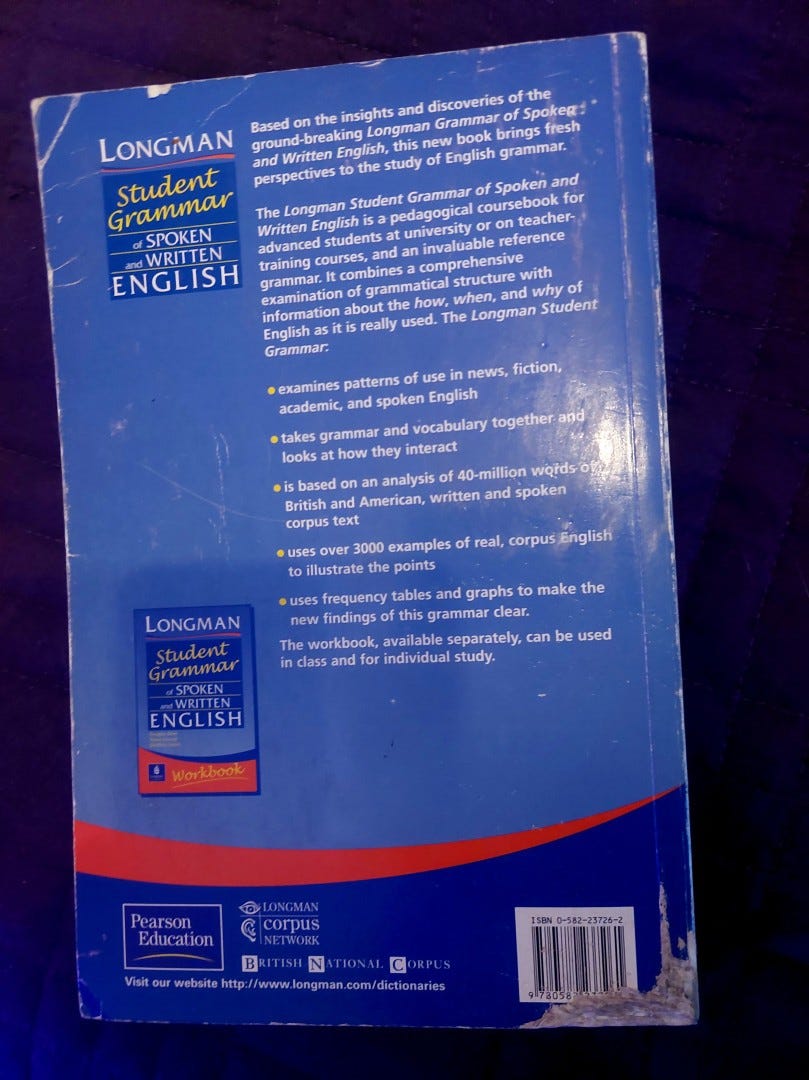 LONGMAN
Student
Grammar
of SPOKEN
and WRITTEN
ENGLISH
Based on the insights and discoveries of the
ground-breaking Longman Grammar of Spoken
and Written English, this new book brings fresh
perspectives to the study of English grammar.
The Longman Student Grammar of Spoken and
Written English is a pedagogical coursebook for
advanced students at university or on teacher-
training courses, and an invaluable reference
grammar. It combines a comprehensive
examination of grammatical structure with
information about the how, when, and why of
English as it is really used. The Longman Student
Grammar:
• examines patterns of use in news, fiction,
academic, and spoken English
• takes grammar and vocabulary together and
looks at how they interact
• is based on an analysis of 40-million words of
British and American, written and spoken
corpus text
• uses over 3000 examples of real, corpus English
to illustrate the points
• uses frequency tables and graphs to make the
new findings of this grammar clear.
The workbook, available separately, can be used
in class and for individual study.
LONGMAN
Student
Grammar
of SPOKEN
and WRITTEN
ENGLISH
Workbook
Pearson
Education
LONGMAN
corpus
NETWORK
BRITISH NATIONAL CORPUS
Visit our website http://www.longman.com/dictionaries
ISBN 0-582-23726-2